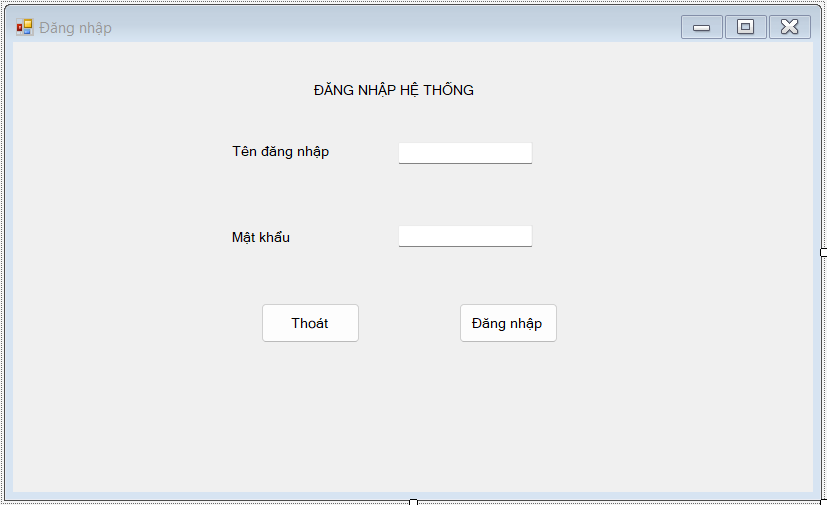 Đăng nhập
ĐĂNG NHẬP HỆ THỐNG
Tên đăng nhập
Mật khẩu
Thoát
Đăng nhập